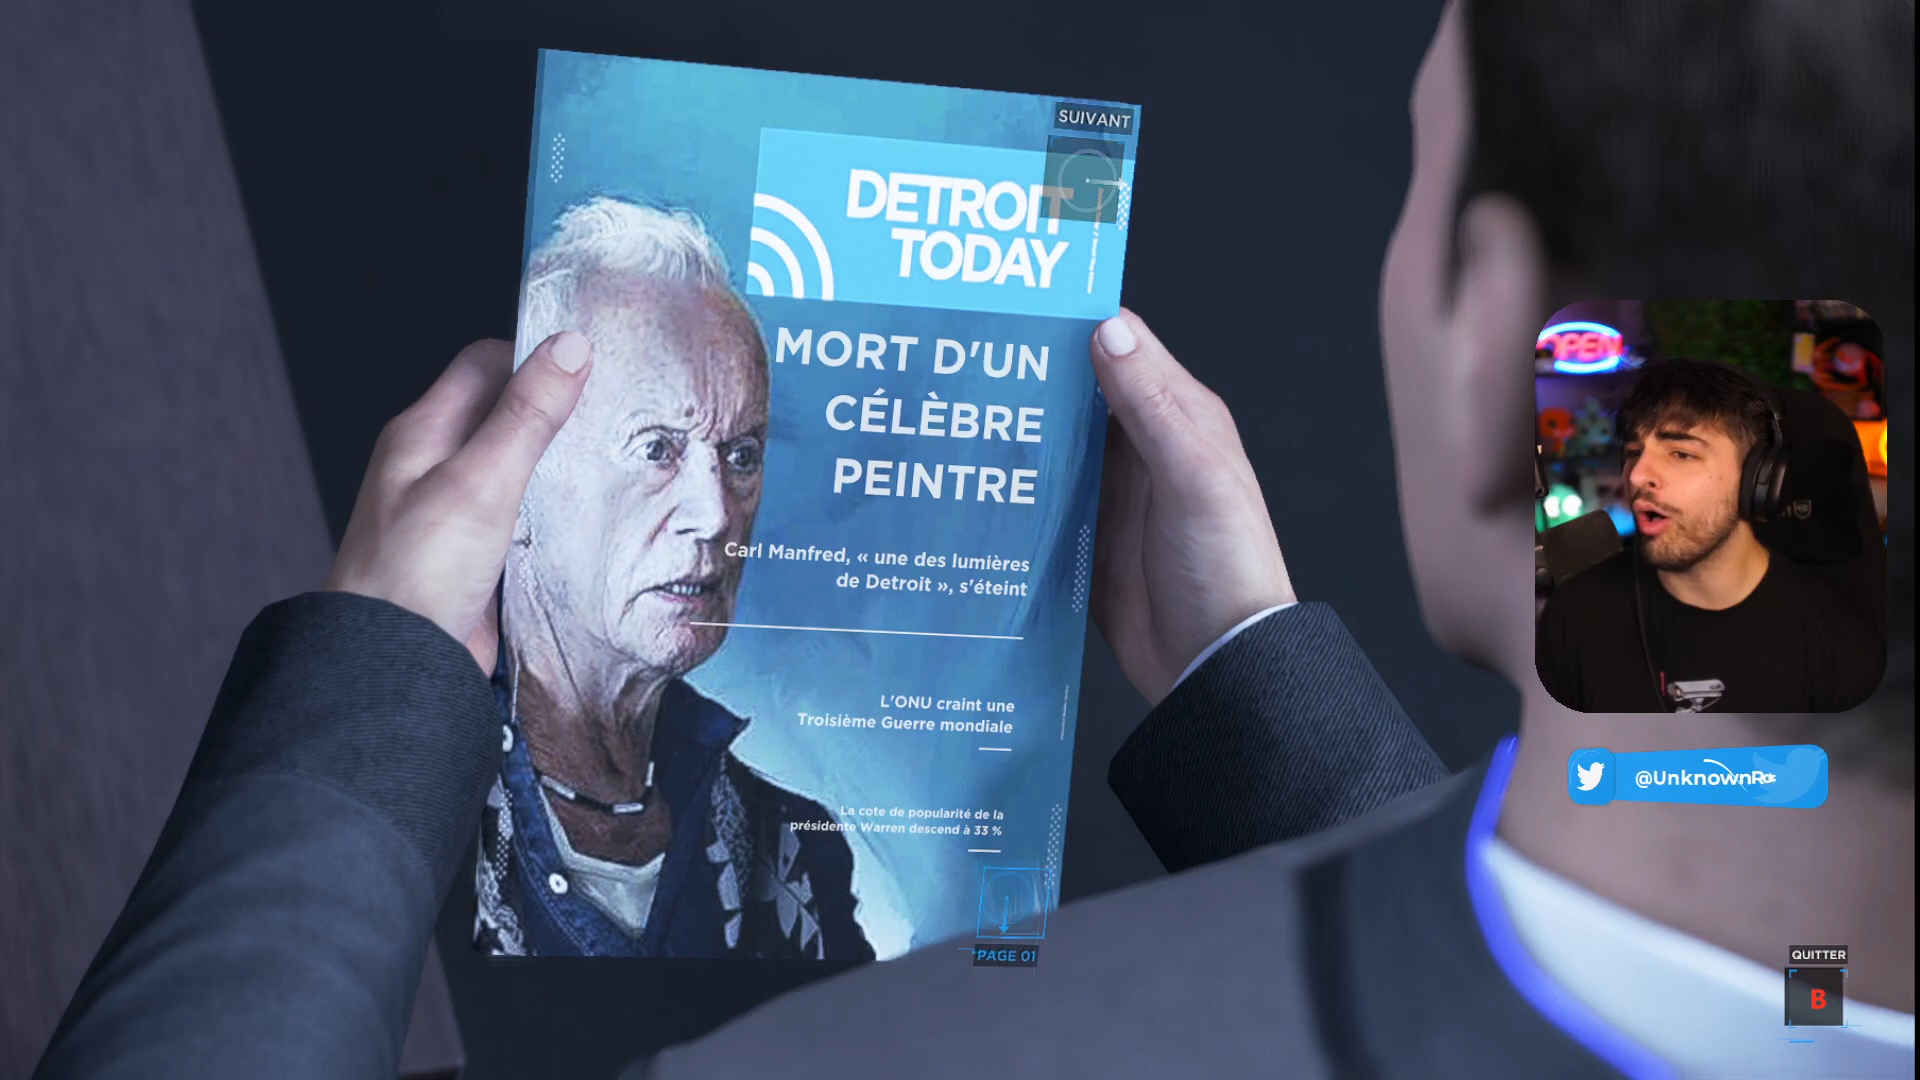 SUIVANT
DETROIT
TODAY
MORT D'UN
CÉLÈBRE
PEINTRE
Carl Manfred, « une des lumières
de Detroit », s'éteint
L'ONU craint une
Troisième Guerre mondiale
La cote de popularité de la
présidente Warren descend à 33 %
PAGE 01
OPEN
QUITTER
B